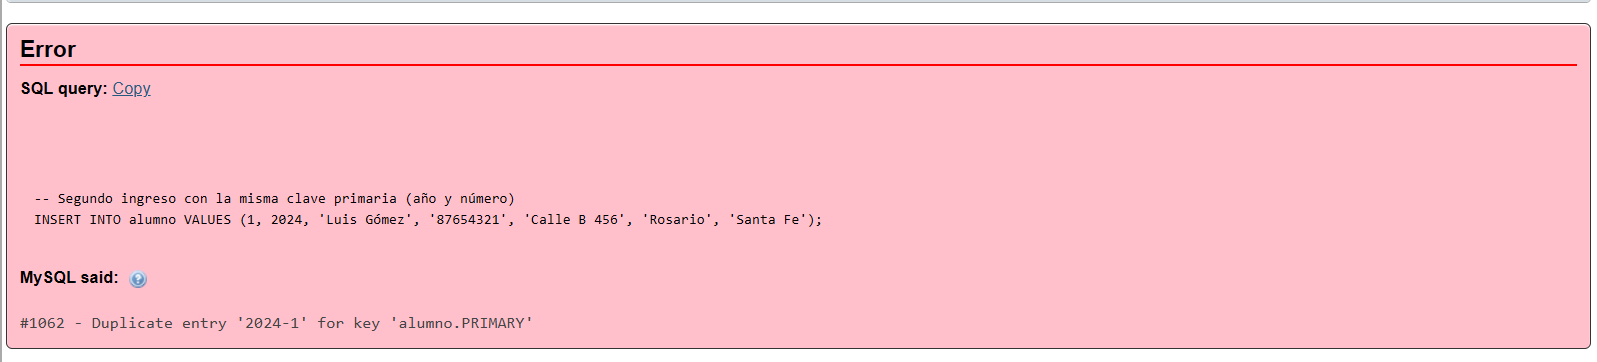 Error
SQL query: Copy
-- Segundo ingreso con la misma clave primaria (año y número)
INSERT INTO alumno VALUES (1, 2024, 'Luis Gómez', '87654321', 'Calle B 456', 'Rosario', 'Santa Fe');
MySQL said:
#1062 - Duplicate entry '2024-1' for key 'alumno.PRIMARY'